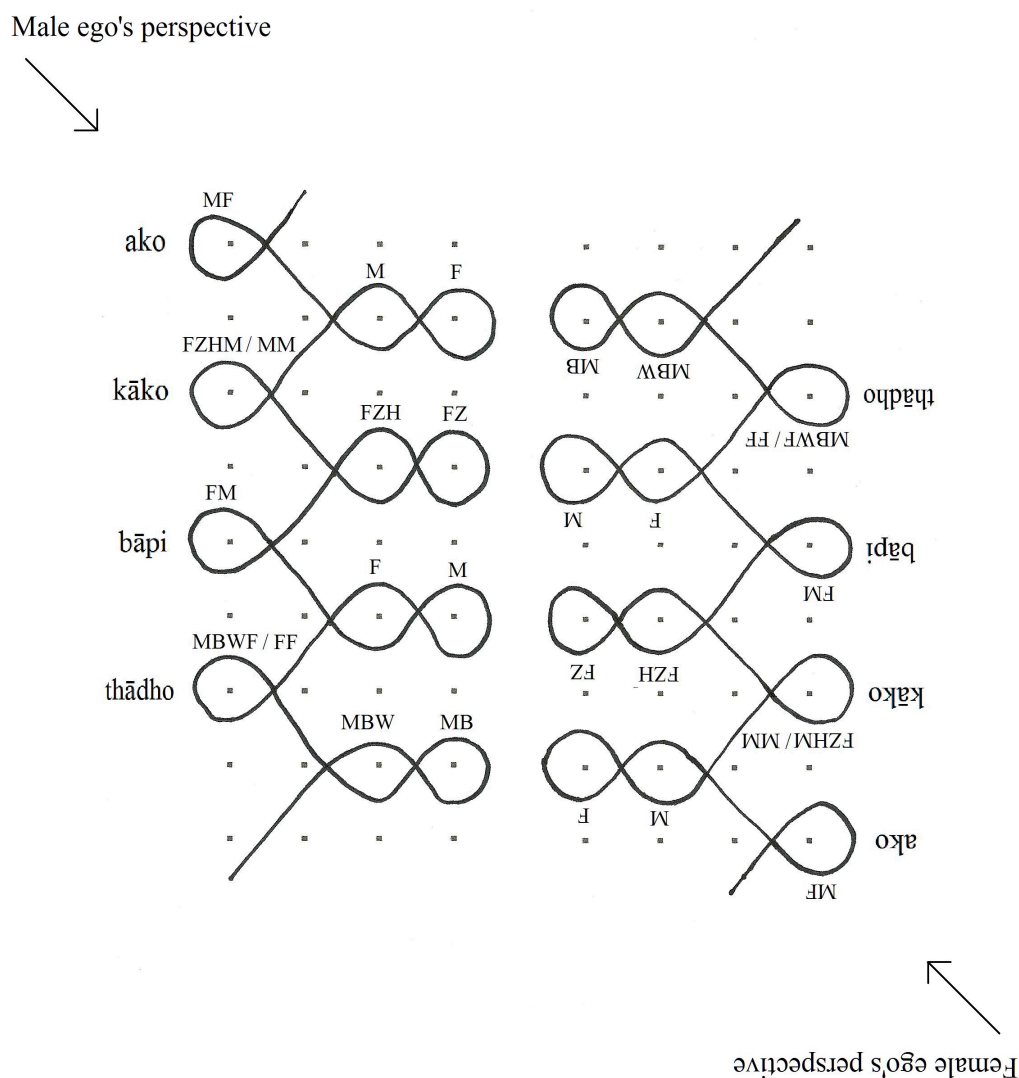 Male ego's perspective
MF
ako
M F
FZHM / MM
kāko
FZH FZ
FM
bāpi
F M
MBWF / FF
thādho
MBW MB
Female ego's perspective
MF
ako
M F
FZHM / MM
kāko
FZH FZ
FM
bāpi
F M
MBWF / FF
thādho
MBW MB